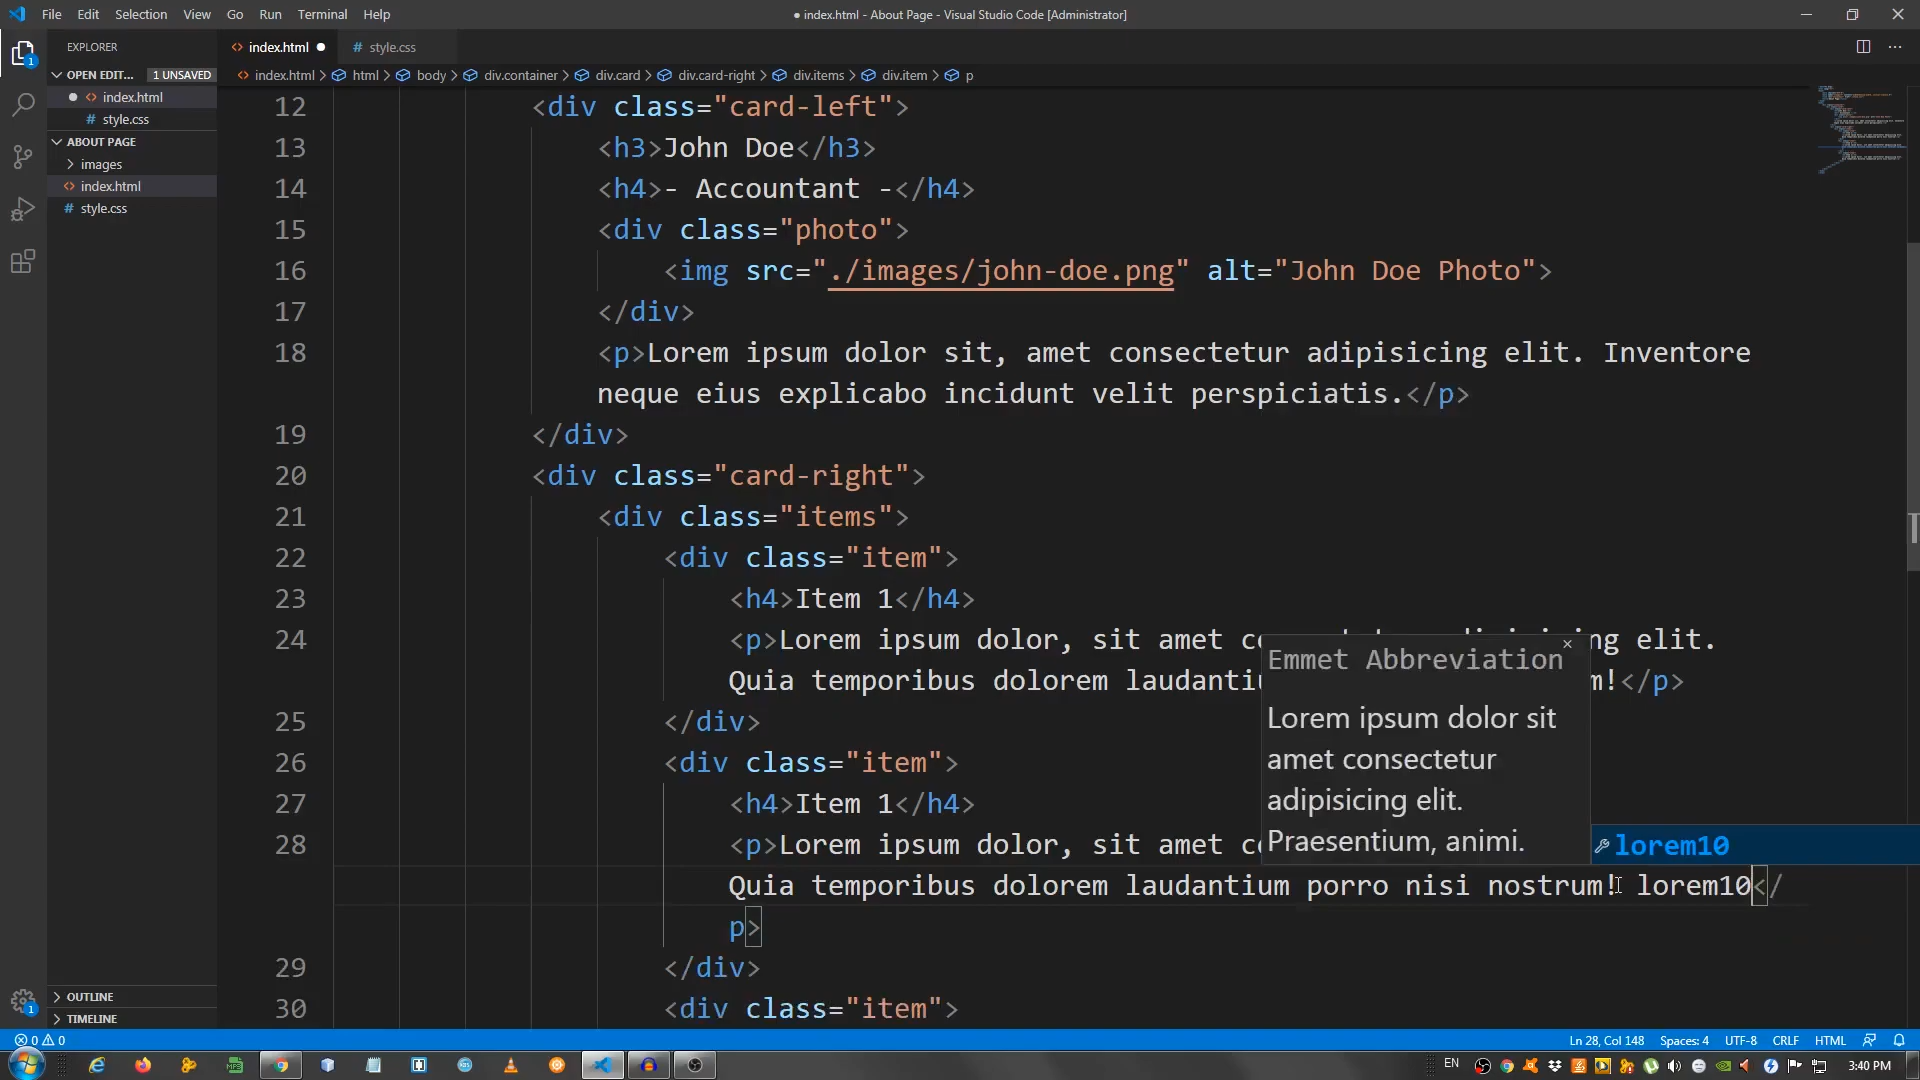 File Edit Selection View Go Run Terminal Help
● index.html - About Page - Visual Studio Code [Administrator]
EXPLORER
index.html
style.css
OPEN EDIT... 1 UNSAVED
index.html > html > body > div.container > div.card > div.card-right > div.items > div.item > p
index.html
style.css
ABOUT PAGE
images
index.html
style.css
OUTLINE
TIMELINE
12 <div class="card-left">
13 <h3>John Doe</h3>
14 <h4>- Accountant -</h4>
15 <div class="photo">
16 <img src="./images/john-doe.png" alt="John Doe Photo">
17 </div>
18 <p>Lorem ipsum dolor sit, amet consectetur adipisicing elit. Inventore
neque eius explicabo incidunt velit perspiciatis.</p>
19 </div>
20 <div class="card-right">
21 <div class="items">
22 <div class="item">
23 <h4>Item 1</h4>
24 <p>Lorem ipsum dolor, sit amet elit.
Quia temporibus dolorem !</p>
25 </div>
26 <div class="item">
27 <h4>Item 1</h4>
28 <p>Lorem ipsum dolor, sit amet
Quia temporibus dolorem laudantium porro nisi nostrum! lorem10</
p>
29 </div>
30 <div class="item">
Emmet Abbreviation
Lorem ipsum dolor sit
amet consectetur
adipisicing elit.
Praesentium, animi.
lorem10
0 0
Ln 28, Col 148 Spaces: 4 UTF-8 CRLF HTML
EN
3:40 PM